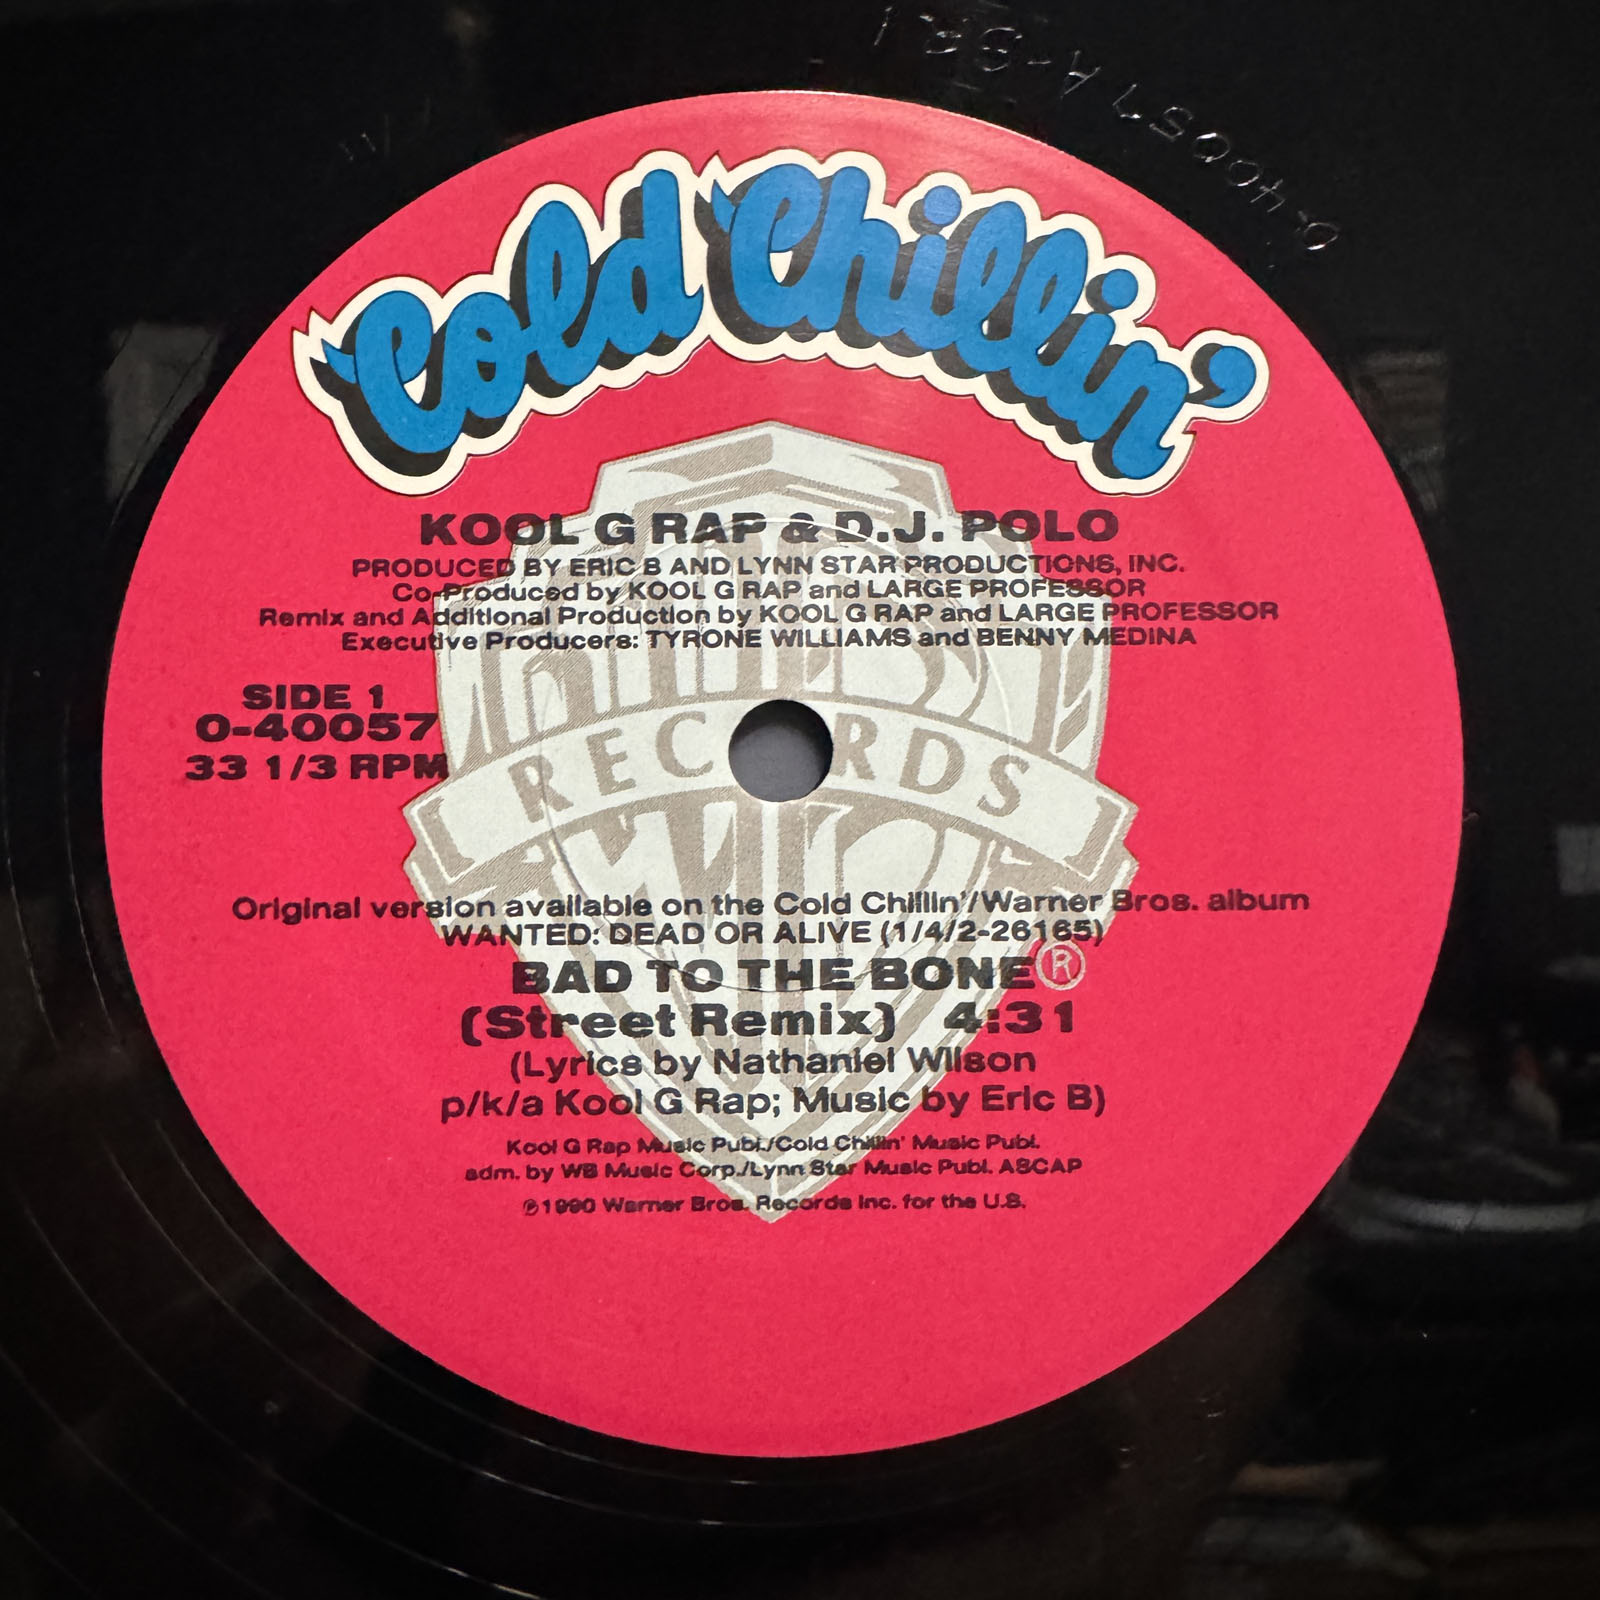 Cold Chillin'
KOOL G RAP & D.J. POLO
PRODUCED BY ERIC B AND LYNN STAR PRODUCTIONS, INC.
Co-Produced by KOOL G RAP and LARGE PROFESSOR
Remix and Additional Production by KOOL G RAP and LARGE PROFESSOR
Executive Producers: TYRONE WILLIAMS and BENNY MEDINA
SIDE 1
0-40057
33 1/3 RPM
RECORDS
Original version available on the Cold Chillin'/Warner Bros. album
WANTED: DEAD OR ALIVE (1/4/2-26165)
BAD TO THE BONE ®
(Street Remix) 4:31
(Lyrics by Nathaniel Wilson
p/k/a Kool G Rap; Music by Eric B)
Kool G Rap Music Publ./Cold Chillin' Music Publ.
adm. by WB Music Corp./Lynn Star Music Publ. ASCAP
℗1990 Warner Bros. Records Inc. for the U.S.